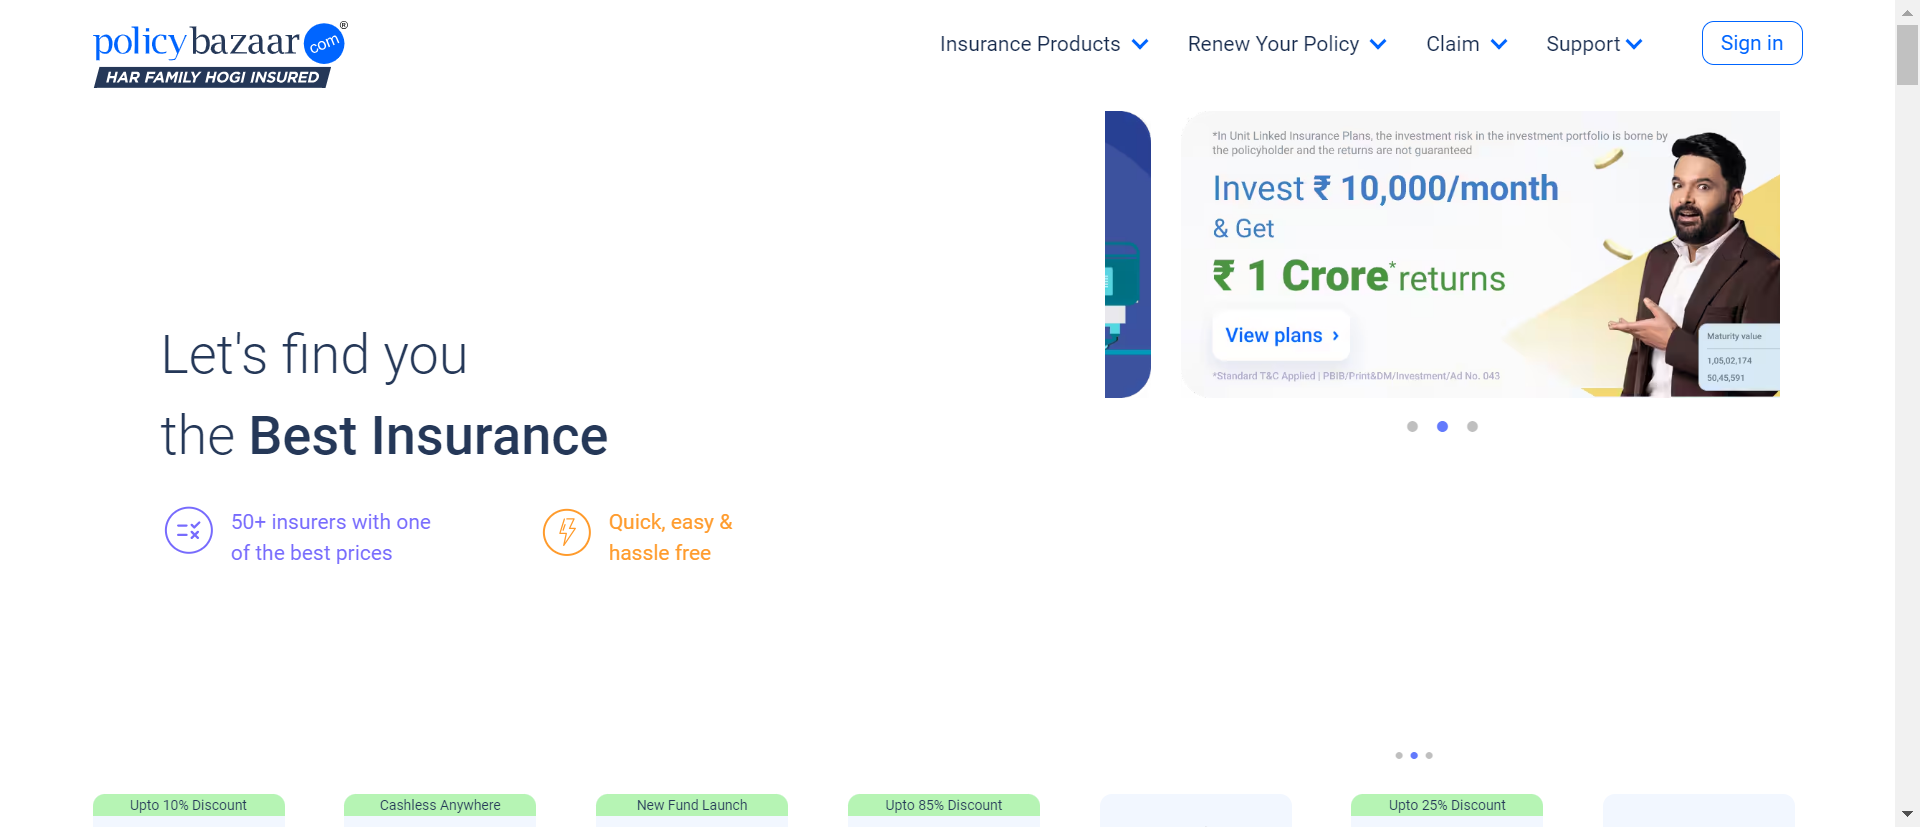 policybazaar com ®
HAR FAMILY HOGI INSURED
Insurance Products
Renew Your Policy
Claim
Support
Sign in
*In Unit Linked Insurance Plans, the investment risk in the investment portfolio is borne by
the policyholder and the returns are not guaranteed
Invest ₹ 10,000/month
& Get
₹ 1 Crore* returns
View plans ›
*Standard T&C Applied | PBIB/Print&DM/Investment/Ad No. 043
Maturity value
1,05,02,174
50,45,591
Let's find you
the Best Insurance
50+ insurers with one
of the best prices
Quick, easy &
hassle free
Upto 10% Discount
Cashless Anywhere
New Fund Launch
Upto 85% Discount
Upto 25% Discount